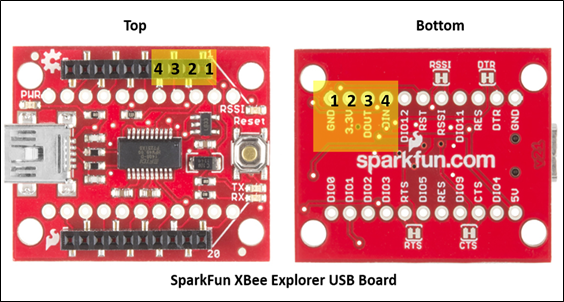 Top
4 3 2 1
PWR
RSSI
Reset
TX
RX
20
Bottom
RSSI DTR
1 2 3 4
GND 3.3V DOUT DIN DIO12 RST RSSI DIO11 RES DTR GND
sparkfun.com
DIO0 DIO1 DIO2 DIO3 RTS DIO5 RES DIO9 CTS DIO4 5V
RTS CTS
SparkFun XBee Explorer USB Board